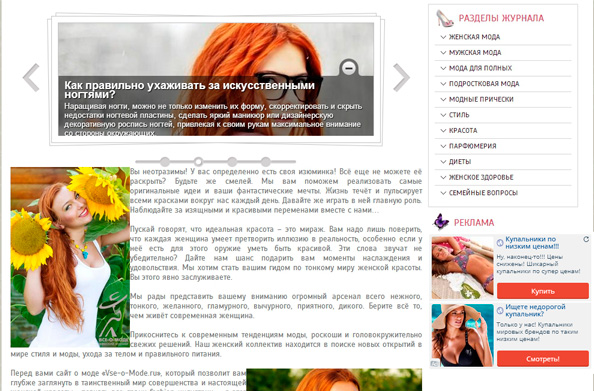 Как правильно ухаживать за искусственными
ногтями?
Наращивая ногти, можно не только изменить их форму, скорректировать и скрыть
недостатки ногтевой пластины, сделать яркий маникюр или дизайнерскую
декоративную роспись ногтей, привлекая к своим рукам максимальное внимание
со стороны окружающих.
Вы неотразимы! У вас определенно есть своя изюминка! Всё еще не можете её
раскрыть? Будьте же смелей. Мы вам поможем реализовать самые
оригинальные идеи и ваши фантастические мечты. Жизнь течёт и пульсирует
всеми красками вокруг нас каждый день. Давайте же играть в ней главную роль.
Наблюдайте за изящными и красивыми переменами вместе с нами...
Пускай говорят, что идеальная красота – это мираж. Вам надо лишь поверить,
что каждая женщина умеет претворить иллюзию в реальность, особенно если у
неё есть для этого оружие уметь быть красивой. Эти слова звучат не
убедительно? Дайте нам шанс подарить вам моменты наслаждения и
удовольствия. Мы хотим стать вашим гидом по тонкому миру женской красоты.
Вы этого явно заслуживаете.
Мы рады представить вашему вниманию огромный арсенал всего нежного,
тонкого, желанного, гламурного, вычурного, приятного, дикого. Берите всё то,
чем живёт современная женщина.
Прикоснитесь к современным тенденциям моды, роскоши и головокружительно
свежих решений. Наш женский коллектив находится в поиске новых открытий в
мире стиля и моды, ухода за телом и правильного питания.
Перед вами сайт о моде «Vse-o-Mode.ru», который позволит вам
глубже заглянуть в таинственный мир совершенства и настоящей
РАЗДЕЛЫ ЖУРНАЛА
ЖЕНСКАЯ МОДА
МУЖСКАЯ МОДА
МОДА ДЛЯ ПОЛНЫХ
ПОДРОСТКОВАЯ МОДА
МОДНЫЕ ПРИЧЕСКИ
СТИЛЬ
КРАСОТА
ПАРФЮМЕРИЯ
ДИЕТЫ
ЖЕНСКОЕ ЗДОРОВЬЕ
СЕМЕЙНЫЕ ВОПРОСЫ
РЕКЛАМА
Купальники по
низким ценам!!!
Ну, наконец-то!!! Цены
снижены! Шикарный
купальники по супер ценам!
Купить
Ищете недорогой
купальник?
Только у нас! Купальники
мировых брендов по таким
низким ценам!
Смотреть!